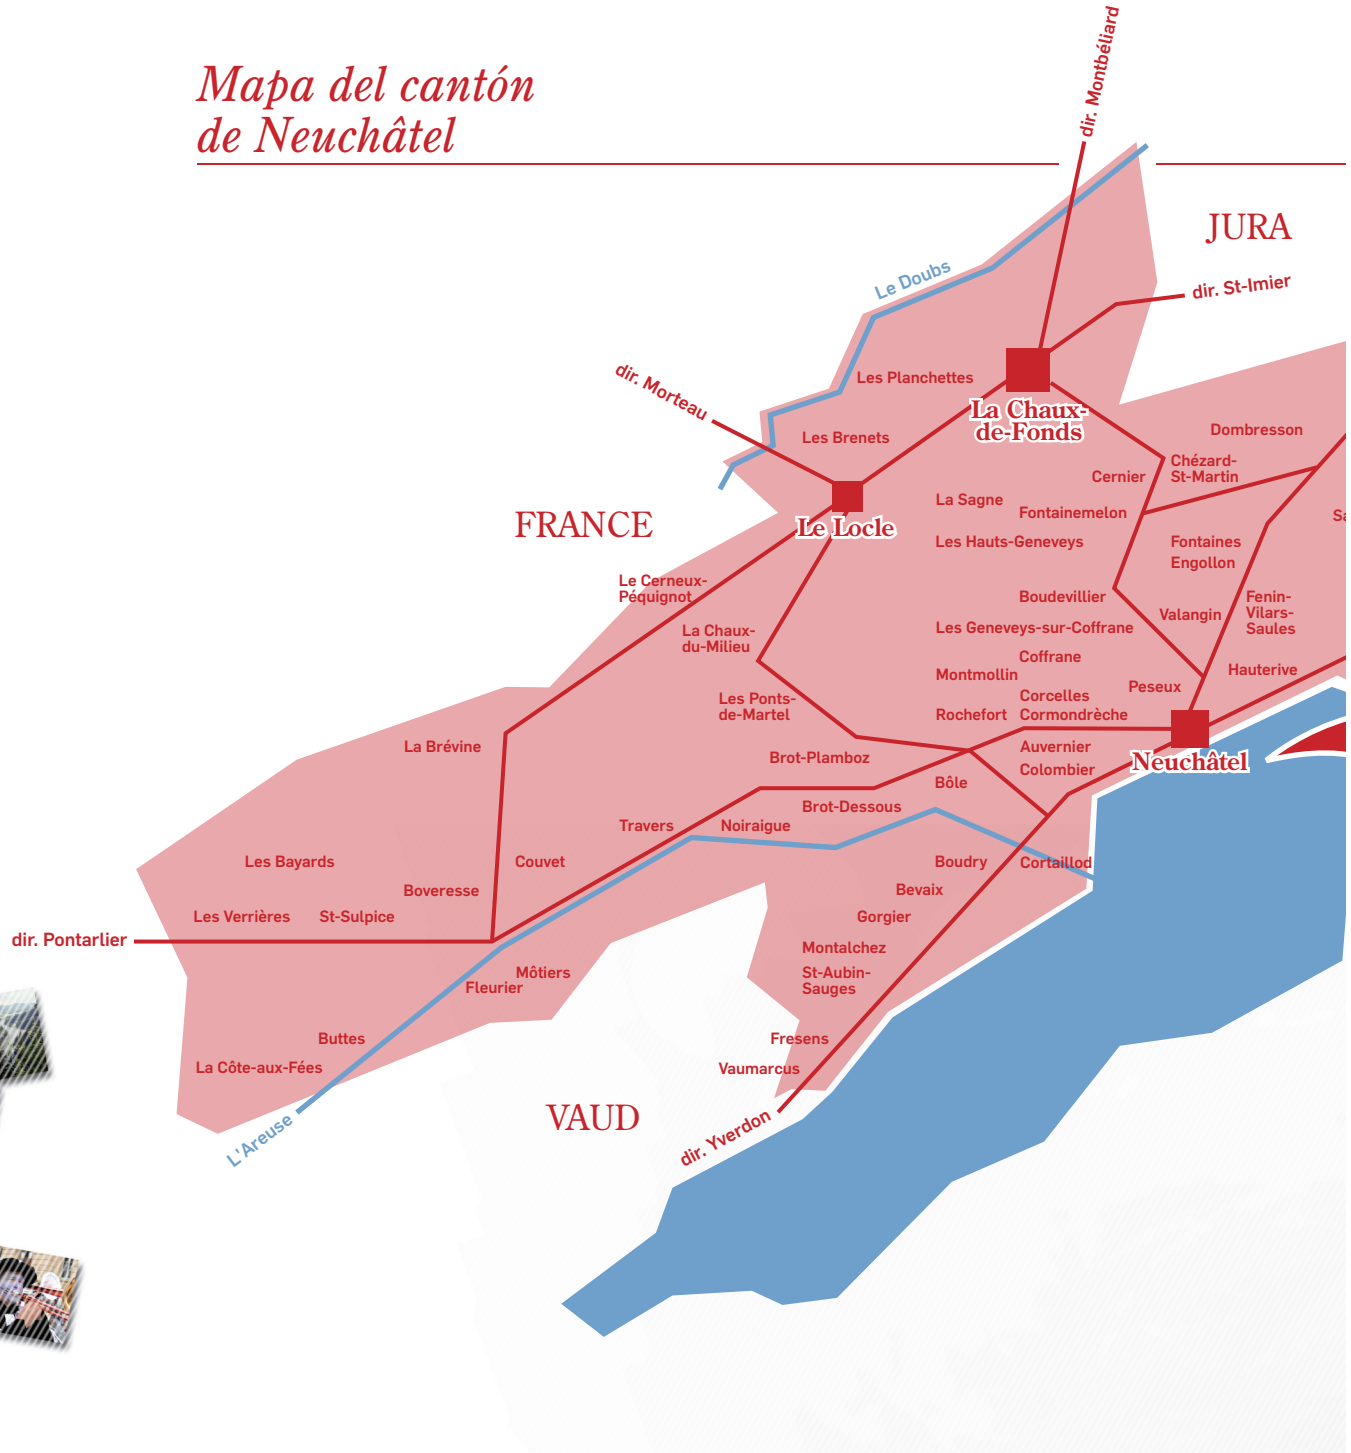 Mapa del cantón
de Neuchâtel
dir. Montbéliard
JURA
dir. St-Imier
Le Doubs
dir. Morteau
Les Planchettes
La Chaux-
de-Fonds
Les Brenets
Dombresson
Chézard-
St-Martin
Cernier
La Sagne
Fontainemelon
FRANCE
Le Locle
Les Hauts-Geneveys
Fontaines
Engollon
Le Cerneux-
Péquignot
Boudevillier
Fenin-
Vilars-
Saules
Valangin
La Chaux-
du-Milieu
Les Geneveys-sur-Coffrane
Coffrane
Montmollin
Hauterive
Peseux
Les Ponts-
de-Martel
Corcelles
Cormondrèche
Rochefort
La Brévine
Auvernier
Colombier
Neuchâtel
Brot-Plamboz
Bôle
Brot-Dessous
Travers
Noiraigue
Les Bayards
Couvet
Boudry
Cortaillod
Boveresse
Bevaix
Les Verrières
St-Sulpice
Gorgier
dir. Pontarlier
Montalchez
Môtiers
Fleurier
St-Aubin-
Sauges
Buttes
Fresens
La Côte-aux-Fées
Vaumarcus
VAUD
L'Areuse
dir. Yverdon